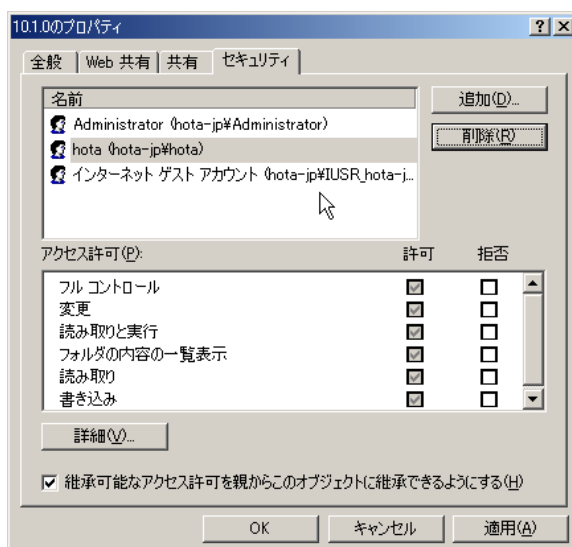 10.1.0のプロパティ
全般 Web 共有 共有 セキュリティ
名前
Administrator (hota-jp¥Administrator)
hota (hota-jp¥hota)
インターネット ゲスト アカウント (hota-jp¥IUSR_hota-j...
追加(D)...
削除(R)
アクセス許可(P): 許可 拒否
フル コントロール
変更
読み取りと実行
フォルダの内容の一覧表示
読み取り
書き込み
詳細(V)...
継承可能なアクセス許可を親からこのオブジェクトに継承できるようにする(H)
OK キャンセル 適用(A)